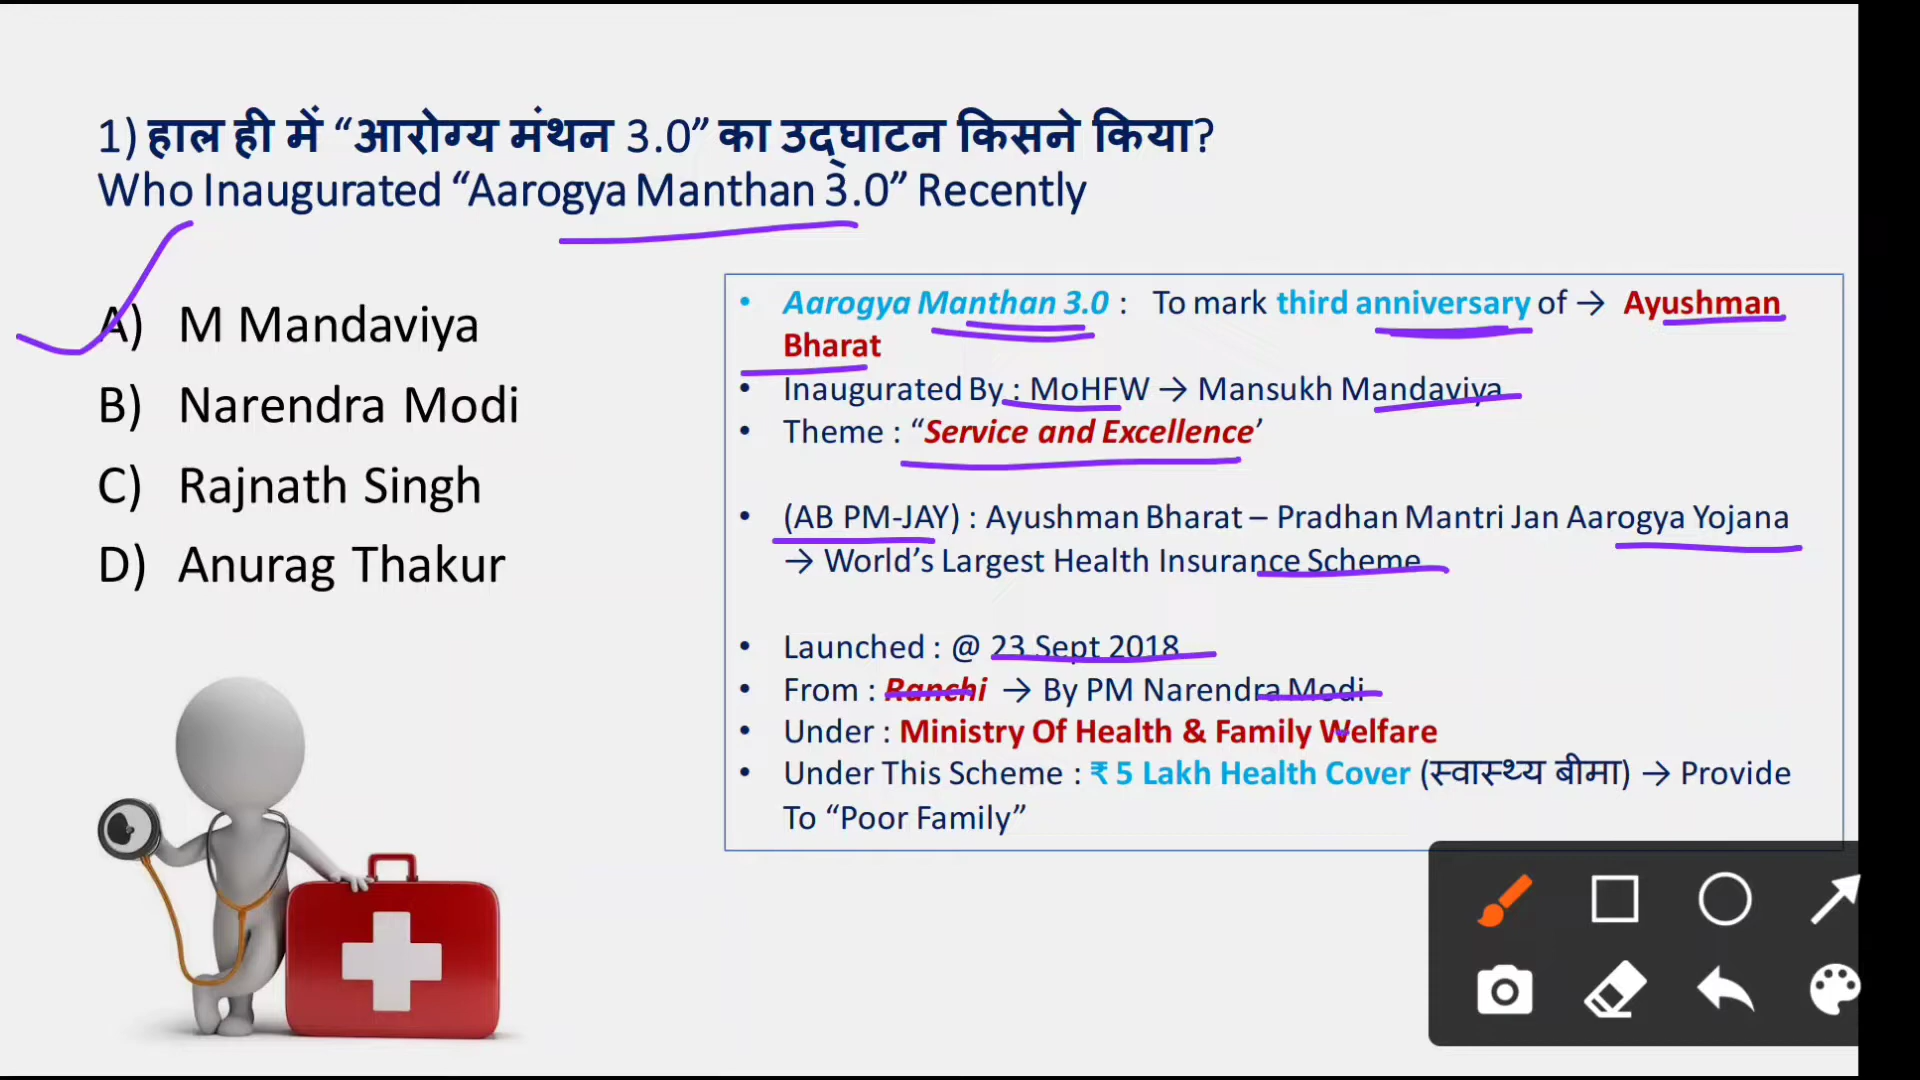 1) हाल ही में “आरोग्य मंथन 3.0” का उद्घाटन किसने किया?
Who Inaugurated “Aarogya Manthan 3.0” Recently
A) M Mandaviya
B) Narendra Modi
C) Rajnath Singh
D) Anurag Thakur
• Aarogya Manthan 3.0 : To mark third anniversary of → Ayushman
Bharat
• Inaugurated By : MoHFW → Mansukh Mandaviya
• Theme : “Service and Excellence’
• (AB PM-JAY) : Ayushman Bharat – Pradhan Mantri Jan Aarogya Yojana
→ World’s Largest Health Insurance Scheme
• Launched : @ 23 Sept 2018
• From : Ranchi → By PM Narendra Modi
• Under : Ministry Of Health & Family Welfare
• Under This Scheme : ₹ 5 Lakh Health Cover (स्वास्थ्य बीमा) → Provide
To “Poor Family”